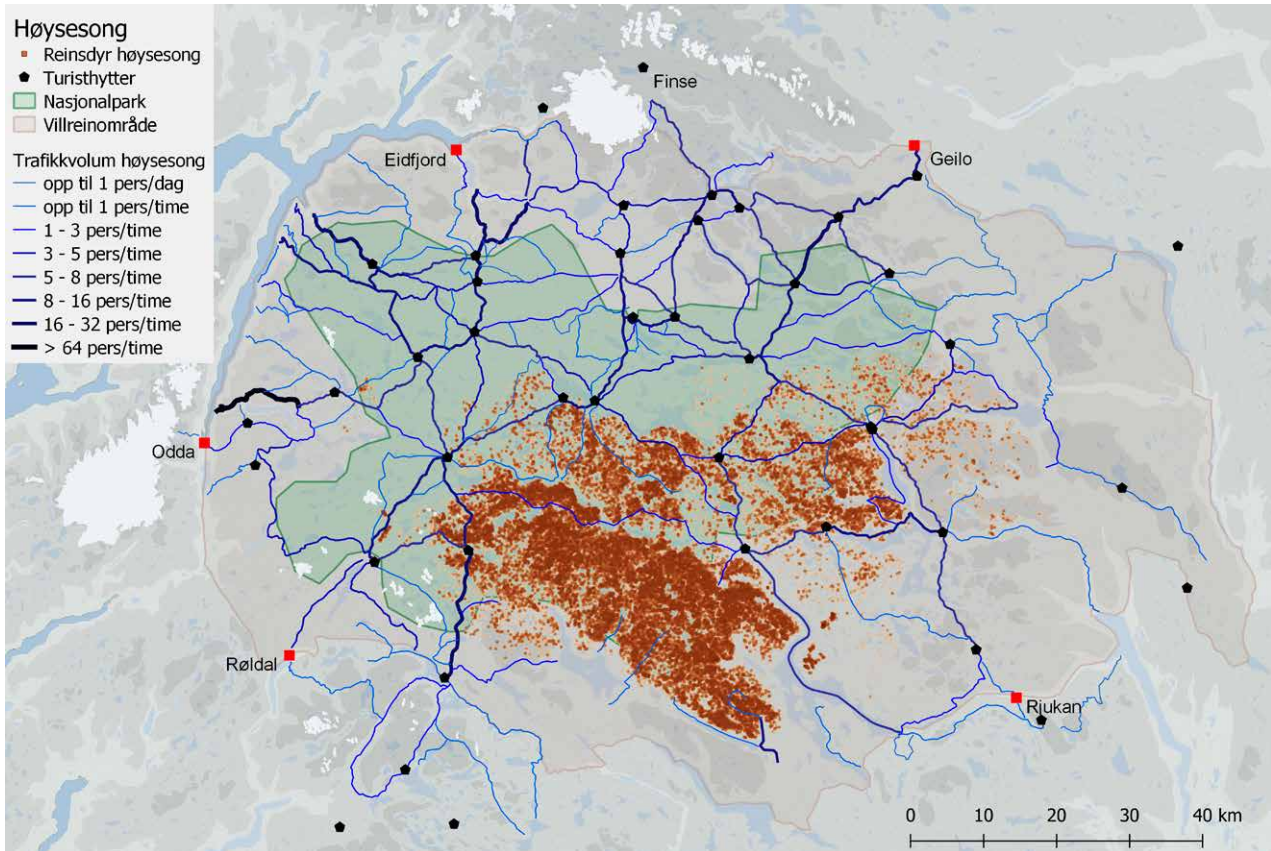 Høysesong
Reinsdyr høysesong
Turisthytter
Nasjonalpark
Villreinområde
Trafikkvolum høysesong
opp til 1 pers/dag
opp til 1 pers/time
1 - 3 pers/time
3 - 5 pers/time
5 - 8 pers/time
8 - 16 pers/time
16 - 32 pers/time
> 64 pers/time
Finse
Eidfjord
Geilo
Odda
Røldal
Rjukan
0 10 20 30 40 km